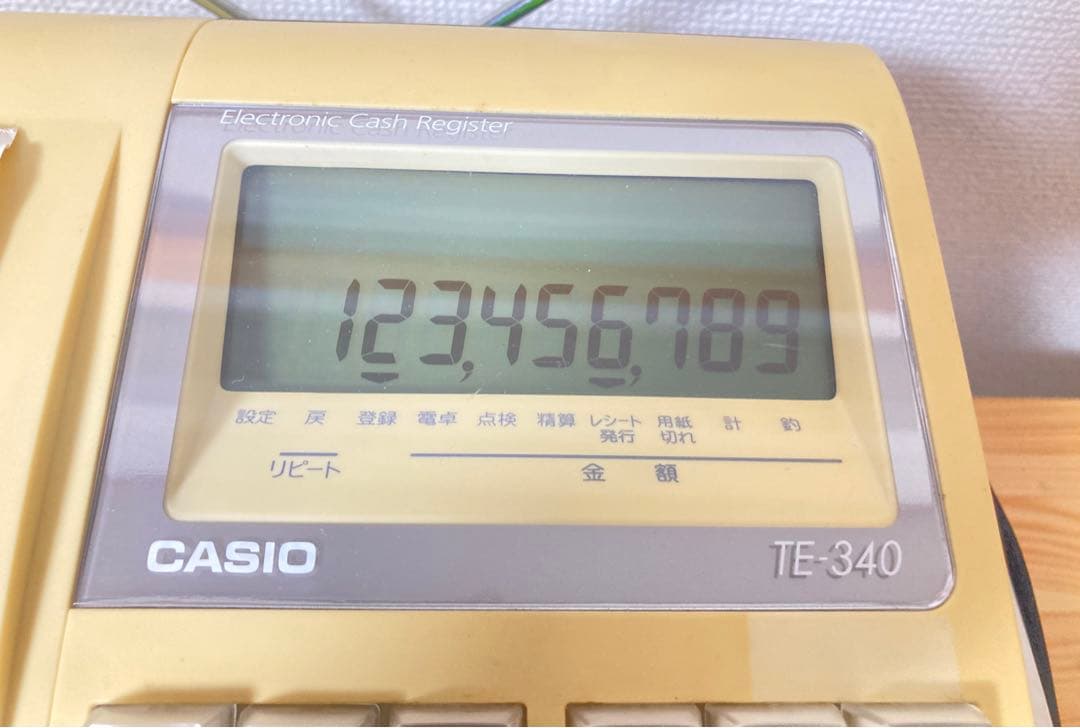 Electronic Cash Register
123,456,789
設定 戻 登録 電卓 点検 精算 レシート発行 用紙切れ 計 釣
リピート 金額
CASIO TE-340